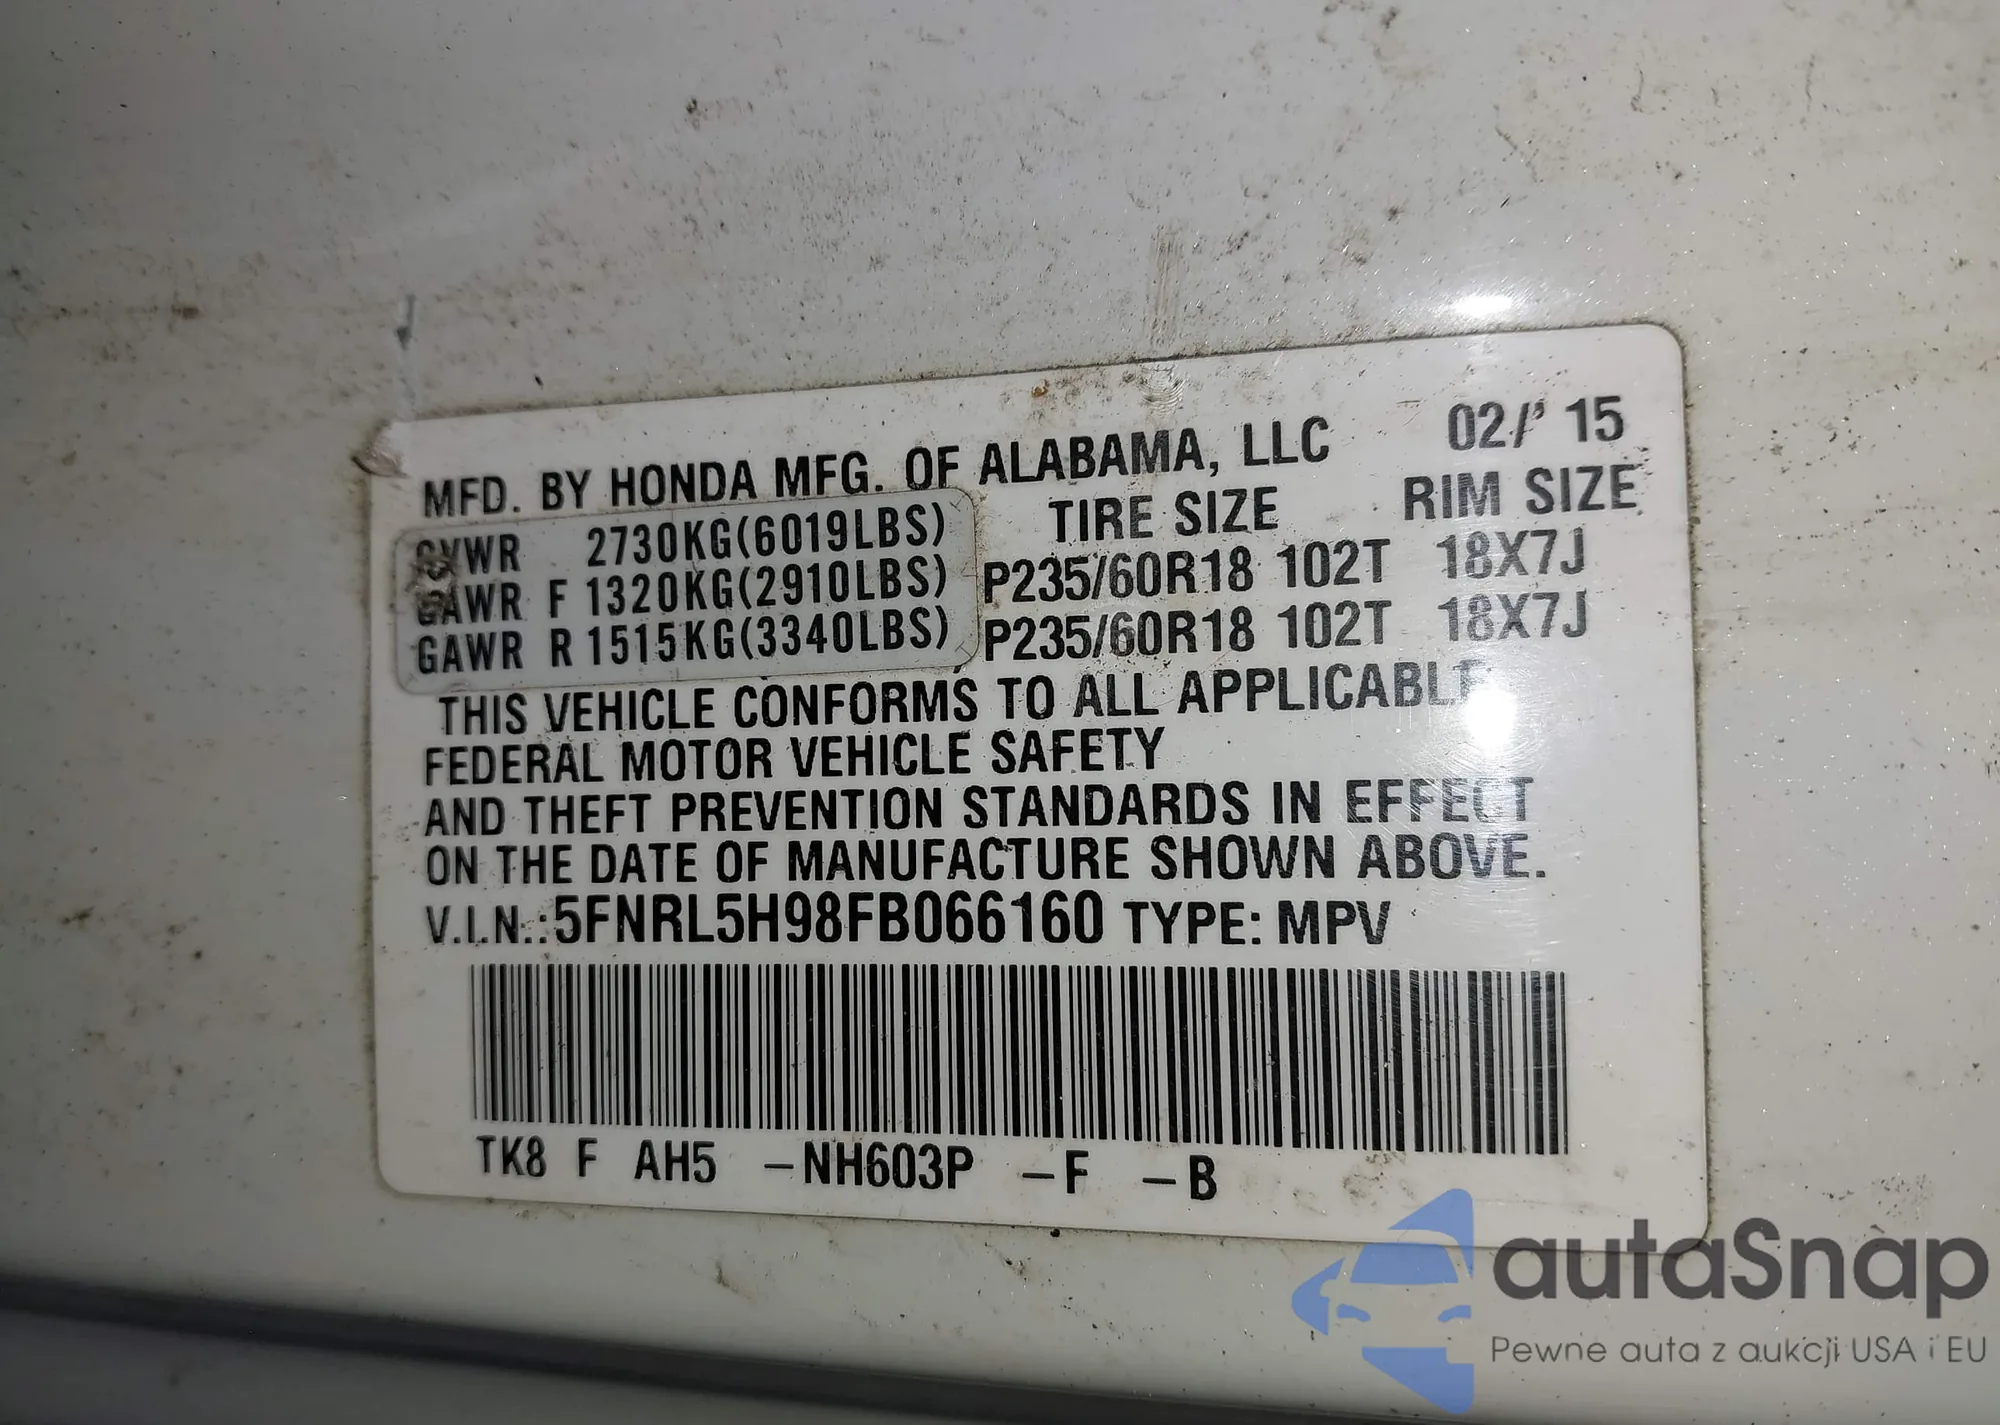 MFD. BY HONDA MFG. OF ALABAMA, LLC 02/' 15
TIRE SIZE RIM SIZE
GVWR 2730KG(6019LBS)
GAWR F 1320KG(2910LBS) P235/60R18 102T 18X7J
GAWR R 1515KG(3340LBS) P235/60R18 102T 18X7J
THIS VEHICLE CONFORMS TO ALL APPLICABLE
FEDERAL MOTOR VEHICLE SAFETY
AND THEFT PREVENTION STANDARDS IN EFFECT
ON THE DATE OF MANUFACTURE SHOWN ABOVE.
V.I.N.:5FNRL5H98FB066160 TYPE: MPV
TK8 F AH5 –NH603P –F –B
autaSnap
Pewne auta z aukcji USA i EU